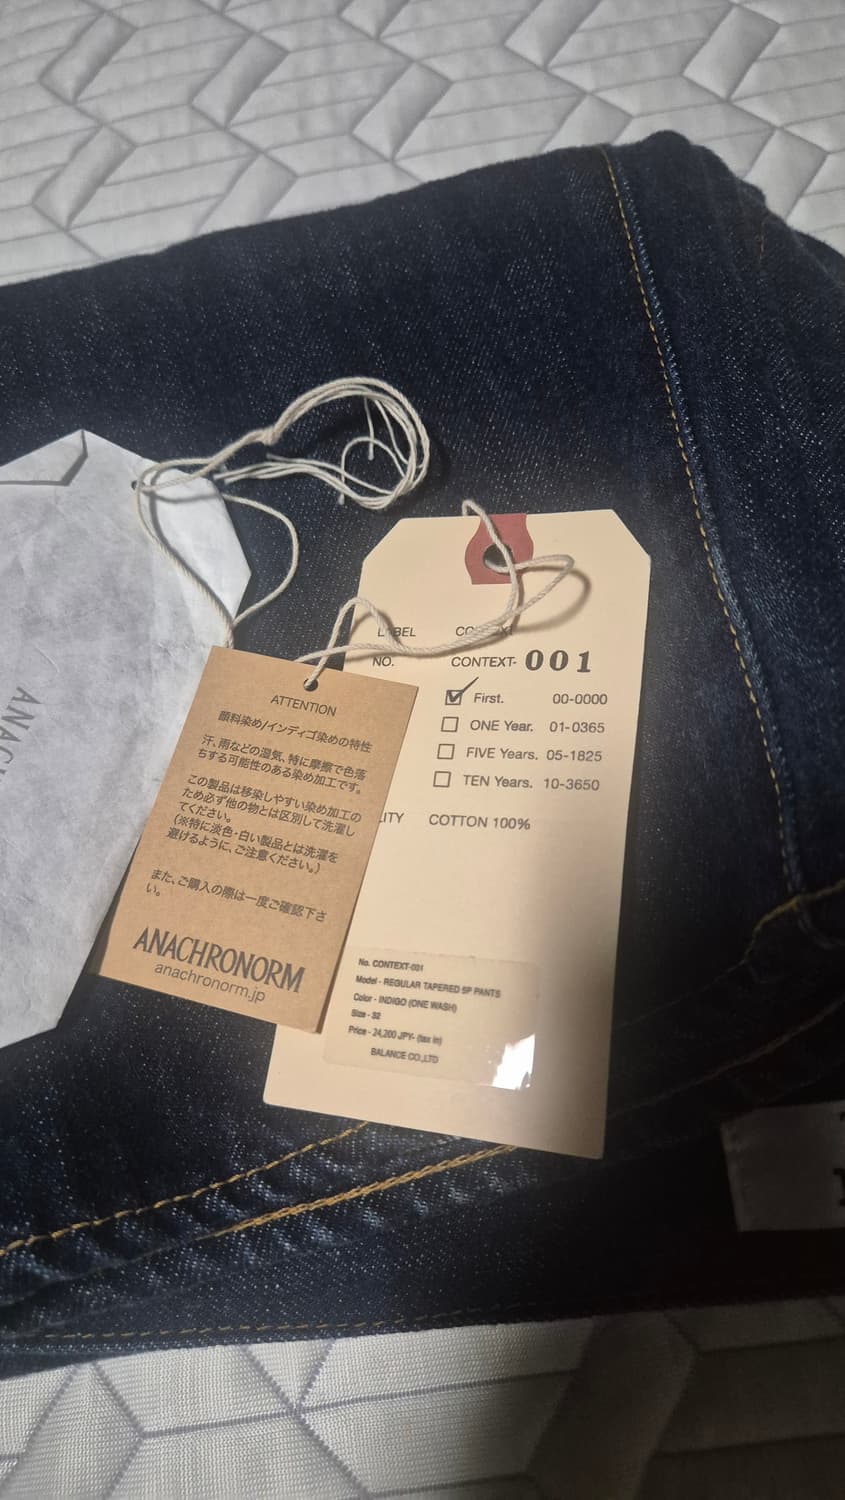 ANAC
ATTENTION
顔料染め/インディゴ染めの特性
汗、雨などの湿気、特に摩擦で色落
ちする可能性のある染め加工です。
この製品は移染しやすい染め加工の
ため必ず他の物とは区別して洗濯し
てください。
(※特に淡色・白い製品とは洗濯を
避けるように、ご注意ください。)
また、ご購入の際は一度ご確認下さ
い。
ANACHRONORM
anachronorm.jp
LABEL CONTEXT
NO. CONTEXT- 001
First. 00-0000
ONE Year. 01-0365
FIVE Years. 05-1825
TEN Years. 10-3650
LITY COTTON 100%
No. CONTEXT-001
Model - REGULAR TAPERED 5P PANTS
Color - INDIGO (ONE WASH)
Size - 32
Price - 24,200 JPY- (tax in)
BALANCE CO.,LTD